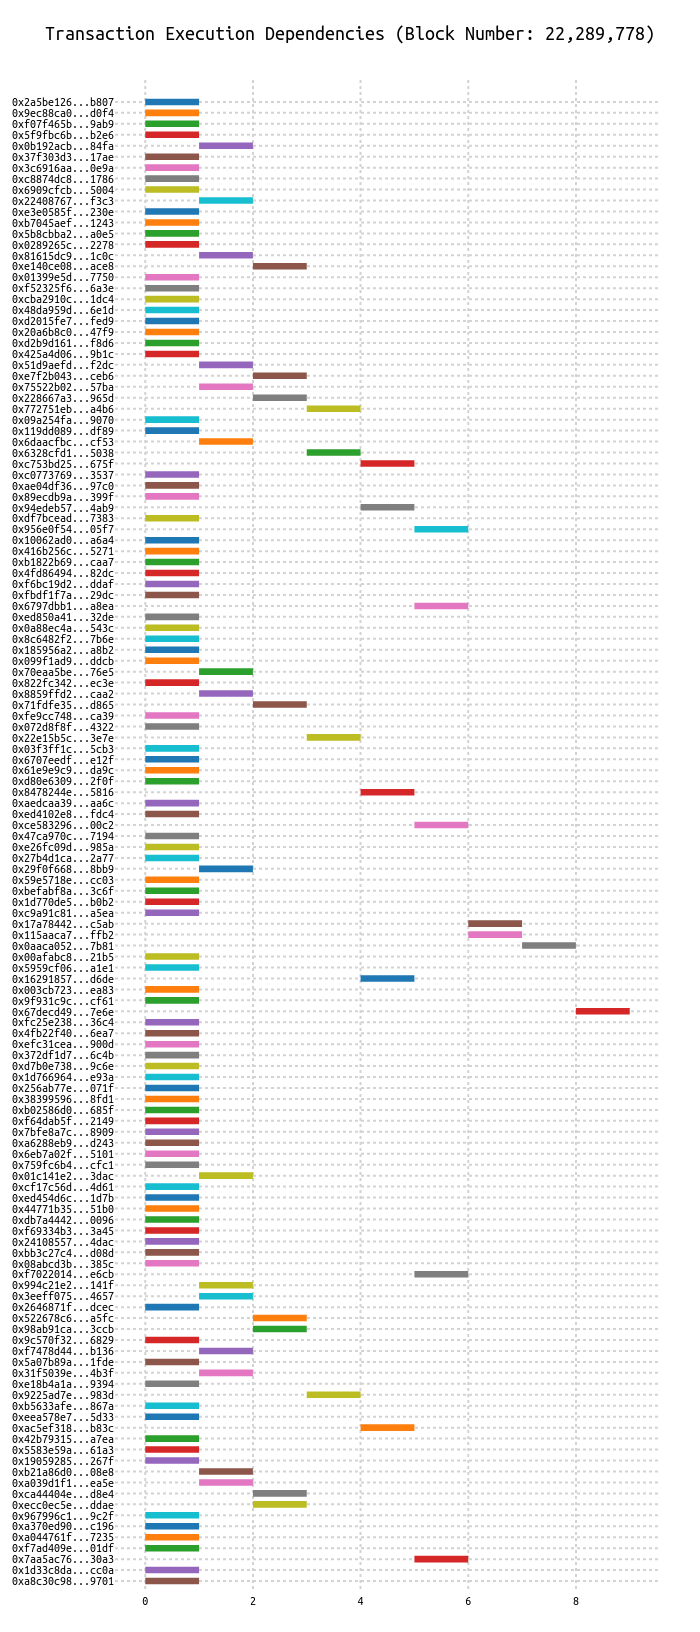 Transaction Execution Dependencies (Block Number: 22,289,778)
0x2a5be126...b807
0x9ec88ca0...d0f4
0xf07f465b...9ab9
0x5f9fbc6b...b2e6
0x0b192acb...84fa
0x37f303d3...17ae
0x3c6916aa...0e9a
0xc8874dc8...1786
0x6909cfcb...5004
0x22408767...f3c3
0xe3e0585f...230e
0xb7045aef...1243
0x5b8cbba2...a0e5
0x0289265c...2278
0x81615dc9...1c0c
0xe140ce08...ace8
0x01399e5d...7750
0xf52325f6...6a3e
0xcba2910c...1dc4
0x48da959d...6e1d
0xd2015fe7...fed9
0x20a6b8c0...47f9
0xd2b9d161...f8d6
0x425a4d06...9b1c
0x51d9aefd...f2dc
0xe7f2b043...ceb6
0x75522b02...57ba
0x228667a3...965d
0x772751eb...a4b6
0x09a254fa...9070
0x119dd089...df89
0x6daacfbc...cf53
0x6328cfd1...5038
0xc753bd25...675f
0xc0773769...3537
0xae04df36...97c0
0x89ecdb9a...399f
0x94edeb57...4ab9
0xdf7bcead...7383
0x956e0f54...05f7
0x10062ad0...a6a4
0x416b256c...5271
0xb1822b69...caa7
0x4fd86494...82dc
0xf6bc19d2...ddaf
0xfbdf1f7a...29dc
0x6797dbb1...a8ea
0xed850a41...32de
0x0a88ec4a...543c
0x8c6482f2...7b6e
0x185956a2...a8b2
0x099f1ad9...ddcb
0x70eaa5be...76e5
0x822fc342...ec3e
0x8859ffd2...caa2
0x71fdfe35...d865
0xfe9cc748...ca39
0x072d8f8f...4322
0x22e15b5c...3e7e
0x03f3ff1c...5cb3
0x6707eedf...e12f
0x61e9e9c9...da9c
0xd80e6309...2f0f
0x8478244e...5816
0xaedcaa39...aa6c
0xed4102e8...fdc4
0xce583296...00c2
0x47ca970c...7194
0xe26fc09d...985a
0x27b4d1ca...2a77
0x29f0f668...8bb9
0x59e5718e...cc03
0xbefabf8a...3c6f
0x1d770de5...b0b2
0xc9a91c81...a5ea
0x17a78442...c5ab
0x115aaca7...ffb2
0x0aaca052...7b81
0x00afabc8...21b5
0x5959cf06...a1e1
0x16291857...d6de
0x003cb723...ea83
0x9f931c9c...cf61
0x67decd49...7e6e
0xfc25e238...36c4
0x4fb22f40...6ea7
0xefc31cea...900d
0x372df1d7...6c4b
0xd7b0e738...9c6e
0x1d766964...e93a
0x256ab77e...071f
0x38399596...8fd1
0xb02586d0...685f
0xf64dab5f...2149
0x7bfe8a7c...8909
0xa6288eb9...d243
0x6eb7a02f...5101
0x759fc6b4...cfc1
0x01c141e2...3dac
0xcf17c56d...4d61
0xed454d6c...1d7b
0x44771b35...51b0
0xdb7a4442...0096
0xf69334b3...3a45
0x24108557...4dac
0xbb3c27c4...d08d
0x08abcd3b...385c
0xf7022014...e6cb
0x994c21e2...141f
0x3eeff075...4657
0x2646871f...dcec
0x522678c6...a5fc
0x98ab91ca...3ccb
0x9c570f32...6829
0xf7478d44...b136
0x5a07b89a...1fde
0x31f5039e...4b3f
0xe18b4a1a...9394
0x9225ad7e...983d
0xb5633afe...867a
0xeea578e7...5d33
0xac5ef318...b83c
0x42b79315...a7ea
0x5583e59a...61a3
0x19059285...267f
0xb21a86d0...08e8
0xa039d1f1...ea5e
0xca44404e...d8e4
0xecc0ec5e...ddae
0x967996c1...9c2f
0xa370ed90...c196
0xa044761f...7235
0xf7ad409e...01df
0x7aa5ac76...30a3
0x1d33c8da...cc0a
0xa8c30c98...9701
0 2 4 6 8